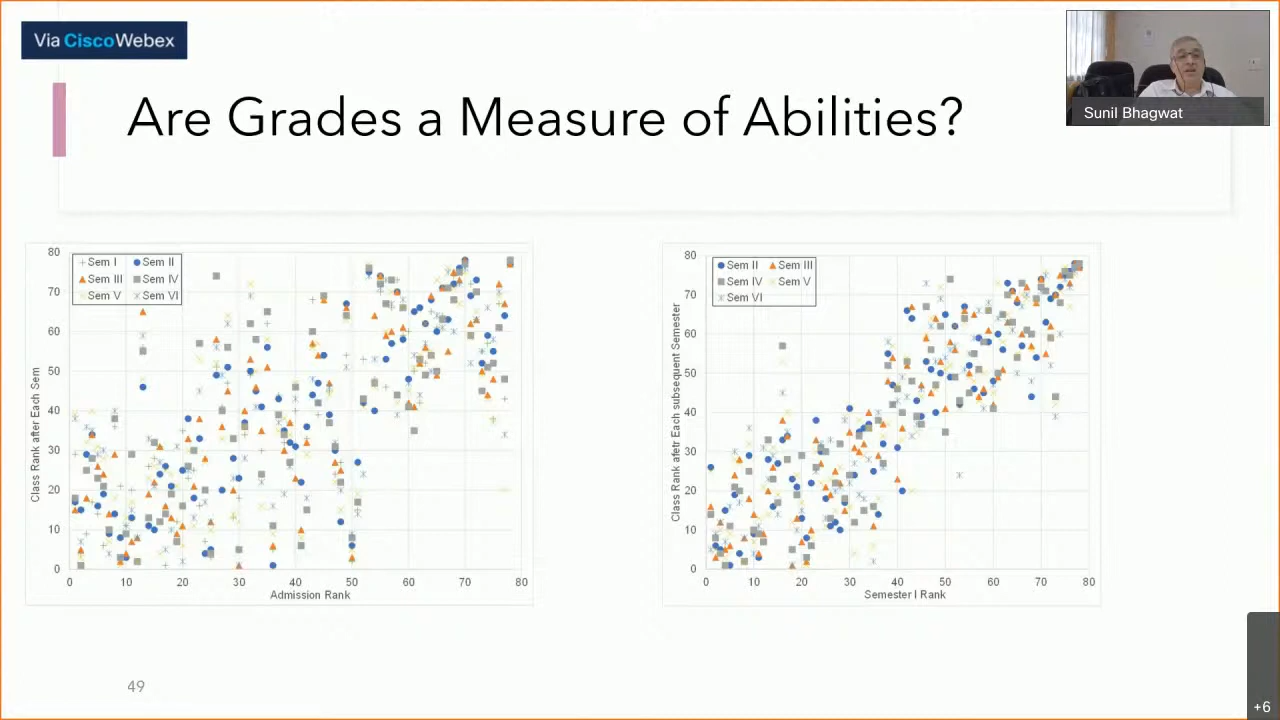 Via CiscoWebex
Are Grades a Measure of Abilities?
Sunil Bhagwat
80
70
60
50
40
30
20
10
0
Class Rank after Each Sem
Sem I Sem II
Sem III Sem IV
Sem V Sem VI
0 10 20 30 40 50 60 70 80
Admission Rank
80
70
60
50
40
30
20
10
0
Class Rank afetr Each subsequent Semester
Sem II Sem III
Sem IV Sem V
Sem VI
0 10 20 30 40 50 60 70 80
Semester I Rank
49
+6